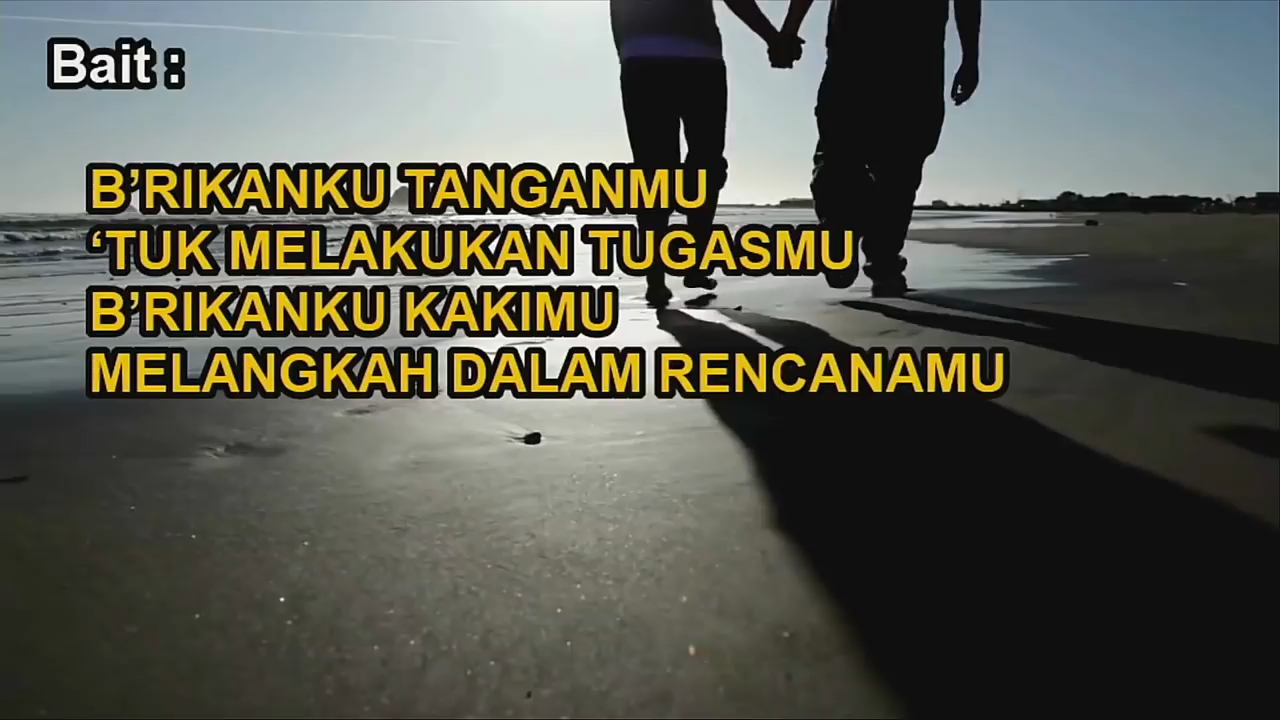 Bait :
B’RIKANKU TANGANMU
‘TUK MELAKUKAN TUGASMU
B’RIKANKU KAKIMU
MELANGKAH DALAM RENCANAMU